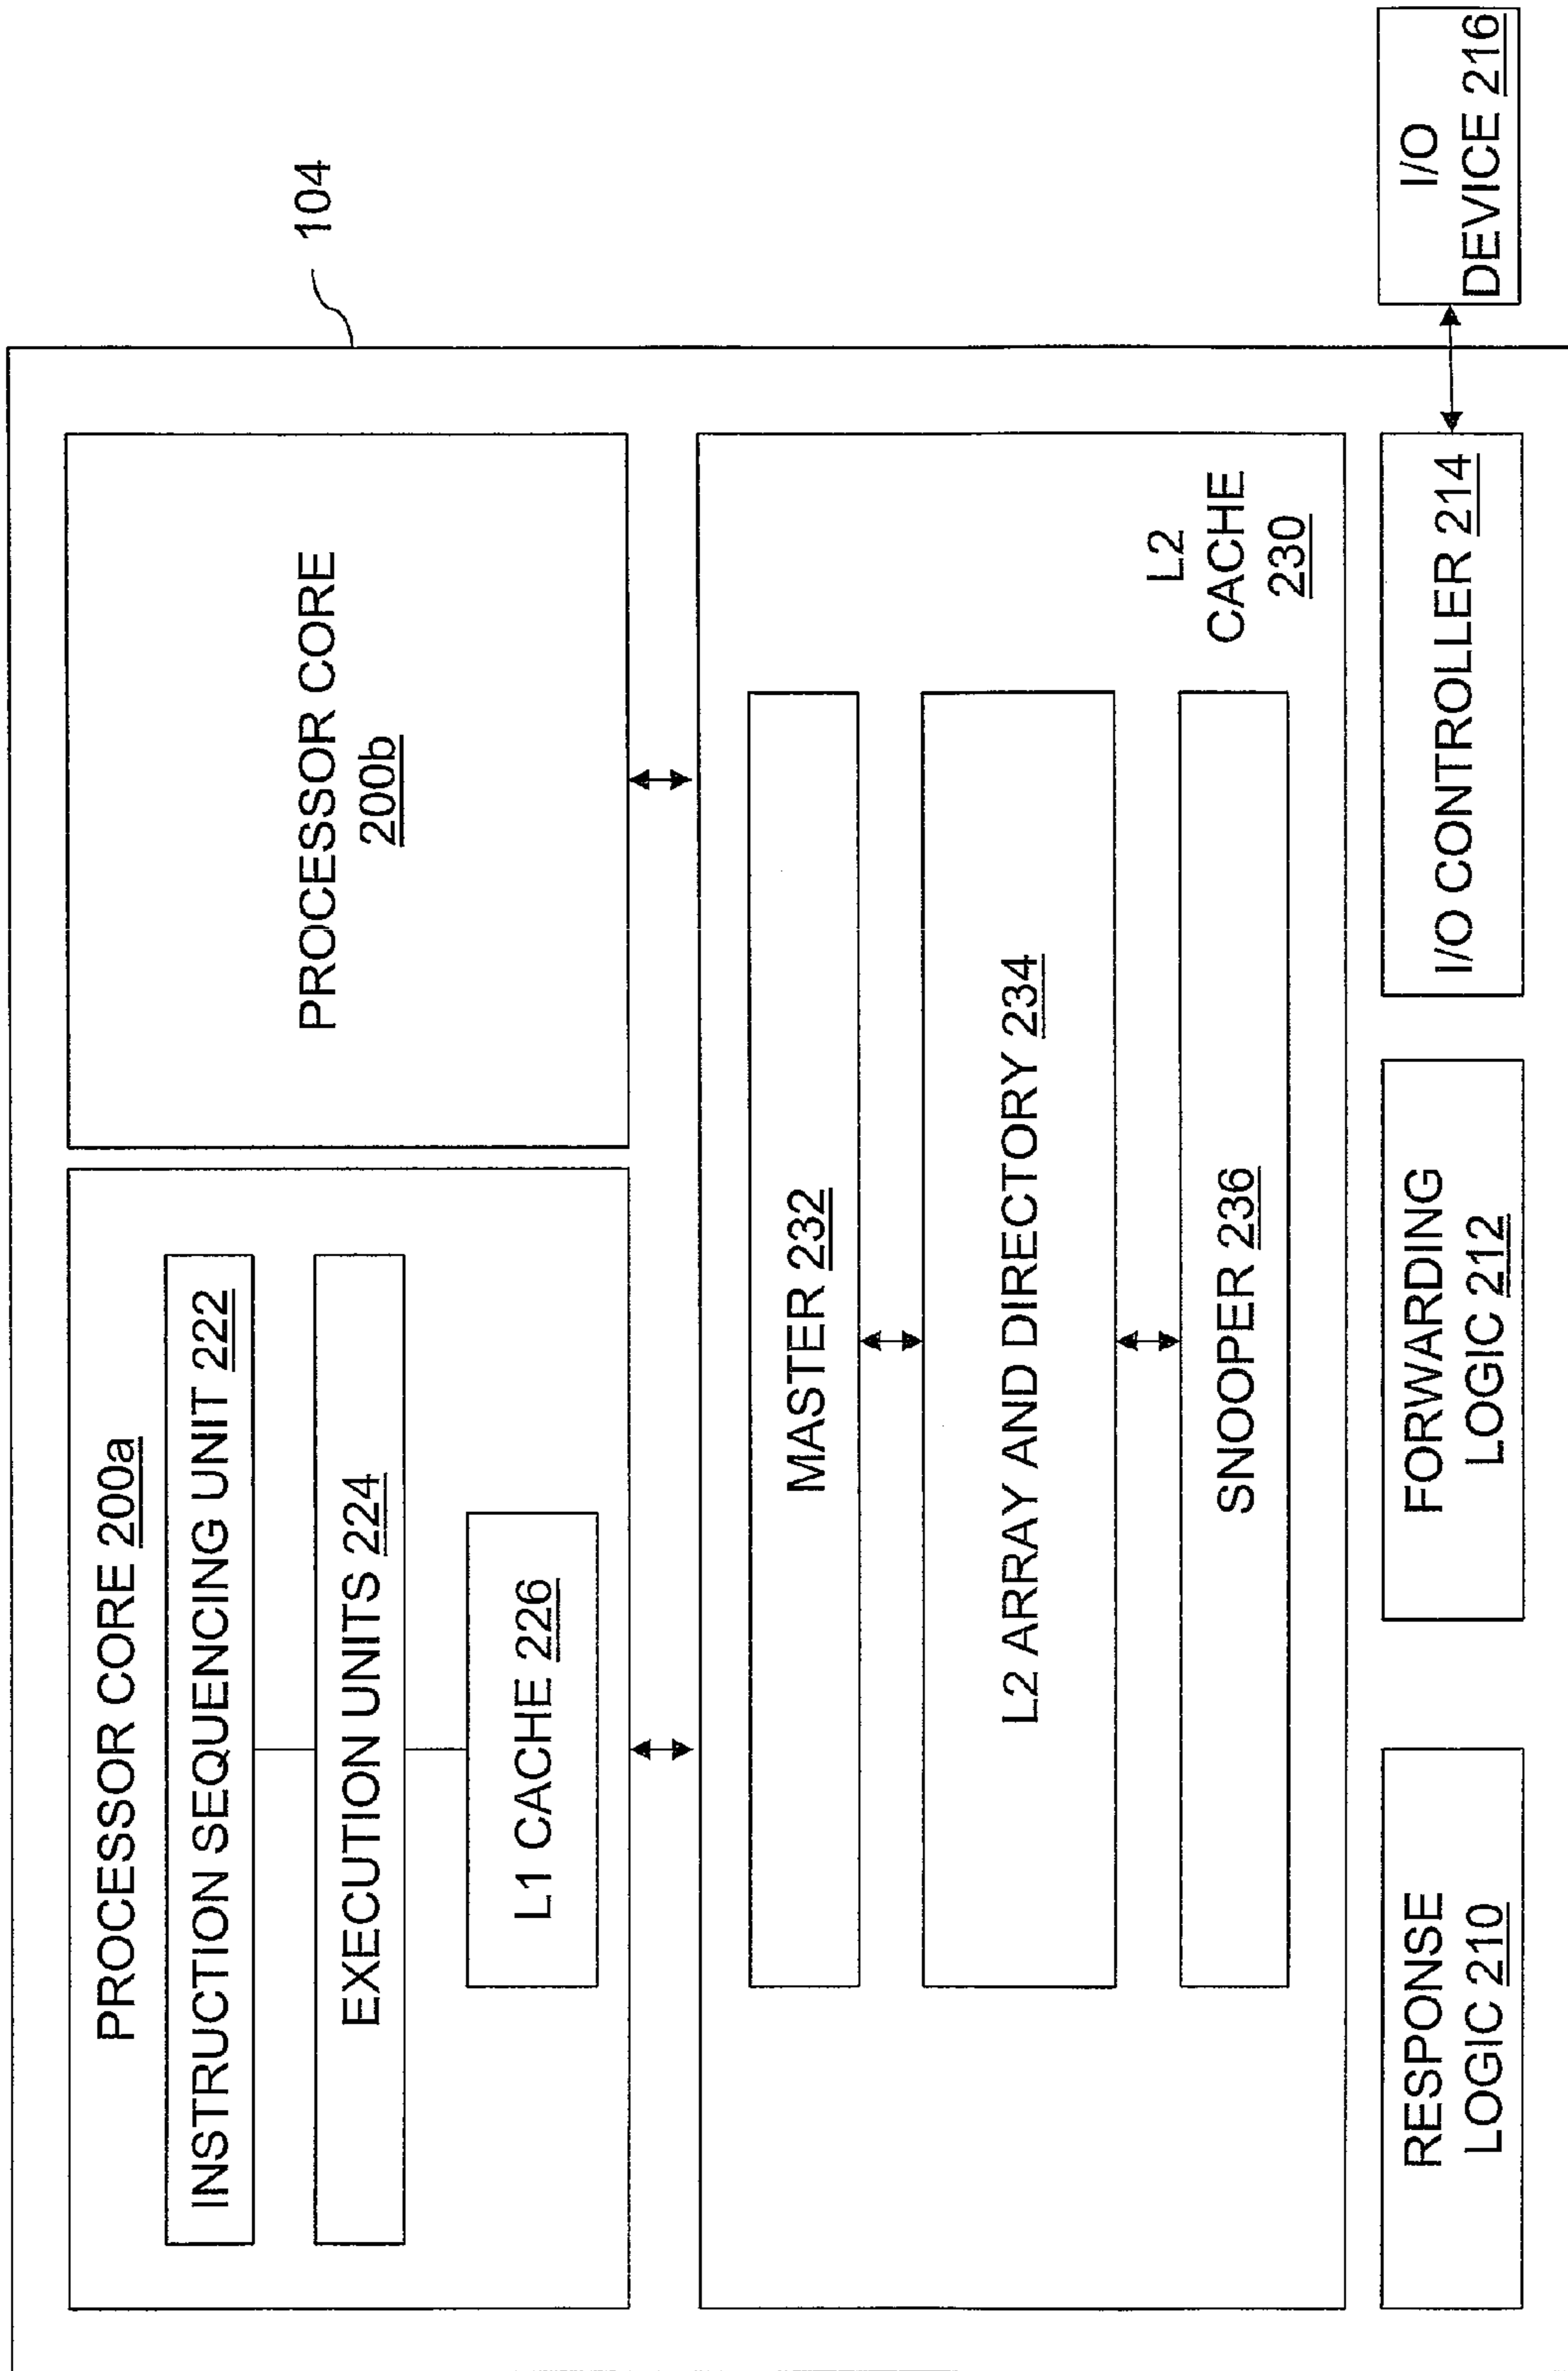 104
PROCESSOR CORE 200a
INSTRUCTION SEQUENCING UNIT 222
EXECUTION UNITS 224
L1 CACHE 226
PROCESSOR CORE
200b
MASTER 232
L2 ARRAY AND DIRECTORY 234
SNOOPER 236
L2
CACHE
230
RESPONSE
LOGIC 210
FORWARDING
LOGIC 212
I/O CONTROLLER 214
I/O
DEVICE 216